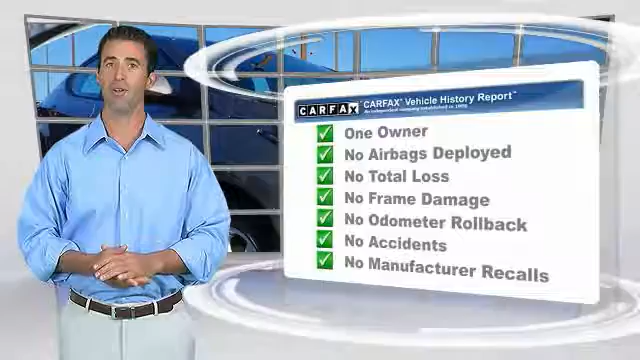 CARFAX CARFAX® Vehicle History Report™
An independent company established in 1986
One Owner
No Airbags Deployed
No Total Loss
No Frame Damage
No Odometer Rollback
No Accidents
No Manufacturer Recalls